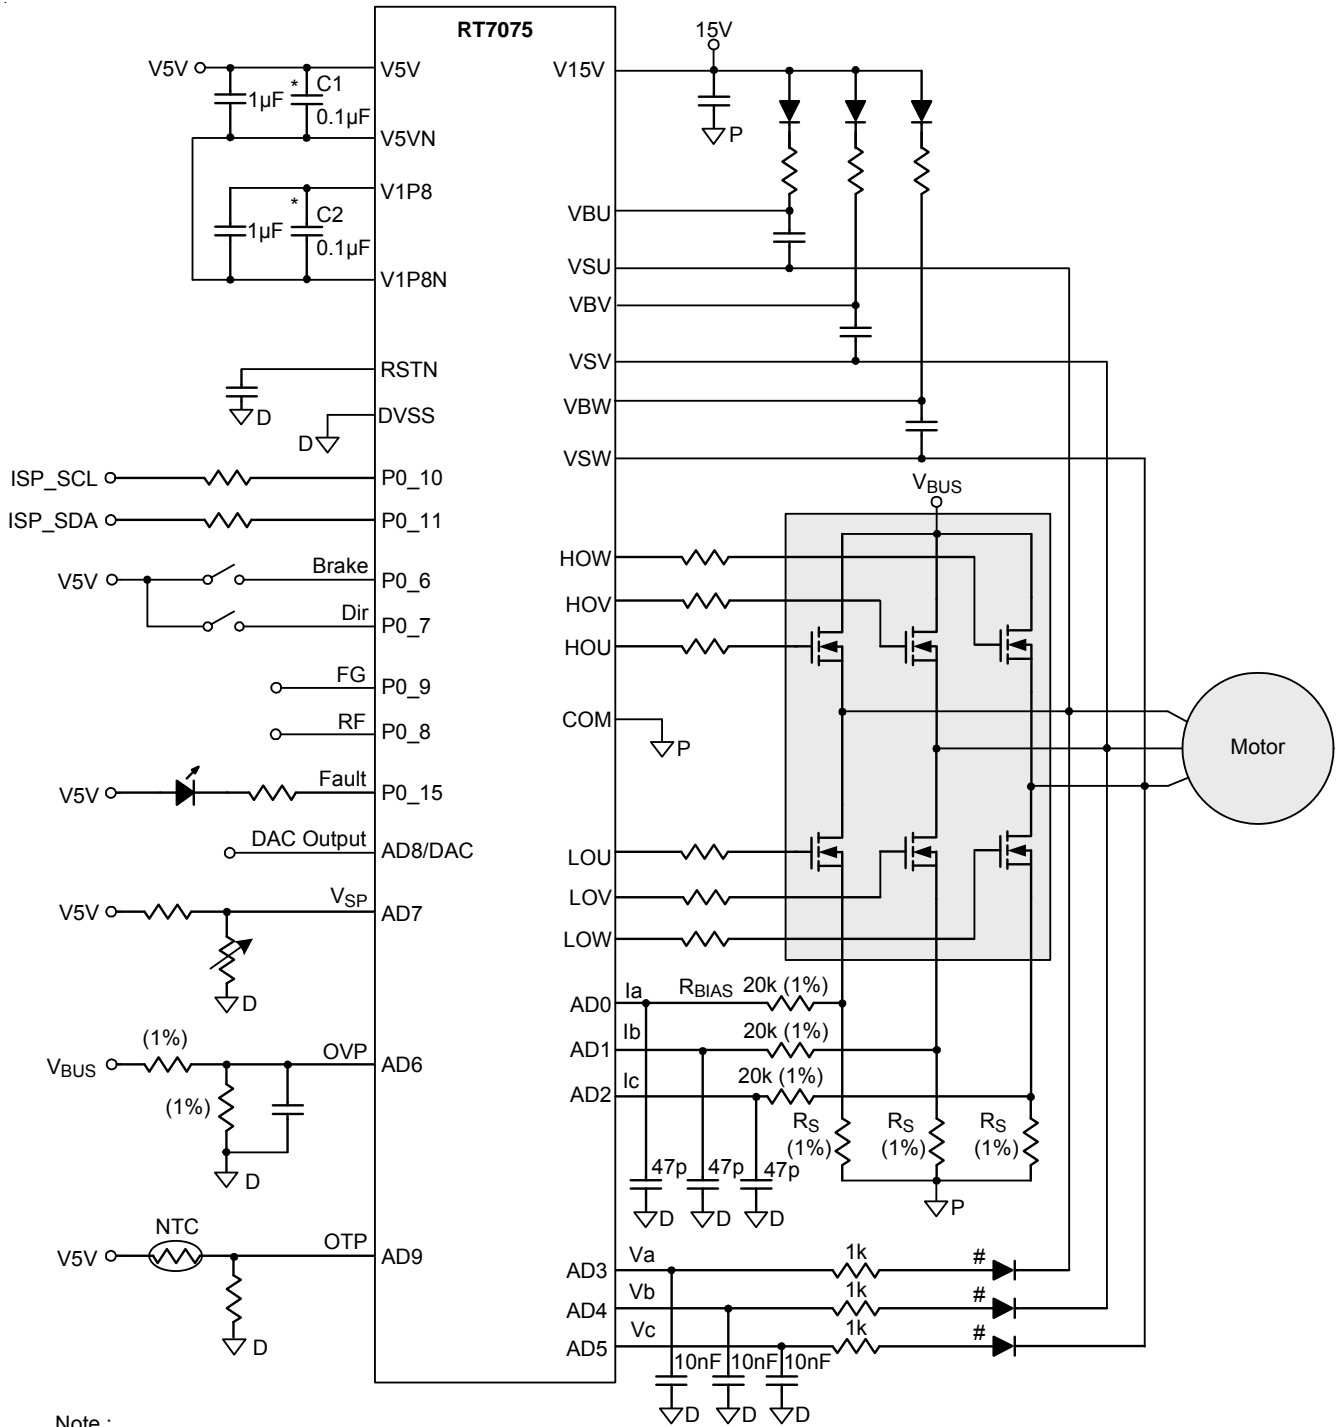 RT7075
15V
V5V
V5V
V15V
1µF
* C1
0.1µF
P
V5VN
V1P8
VBU
1µF
* C2
0.1µF
VSU
V1P8N
VBV
VSV
RSTN
D
VBW
DVSS
D
VSW
ISP_SCL
P0_10
VBUS
ISP_SDA
P0_11
HOW
V5V
Brake
P0_6
HOV
Dir
P0_7
HOU
FG
P0_9
COM
P
RF
P0_8
Motor
V5V
Fault
P0_15
DAC Output
AD8/DAC
LOU
V5V
VSP
AD7
LOV
LOW
D
AD0
Ia
RBIAS
20k (1%)
(1%)
AD1
Ib
20k (1%)
VBUS
OVP
AD6
AD2
Ic
20k (1%)
(1%)
RS
(1%)
RS
(1%)
RS
(1%)
47p
47p
47p
D
D
D
D
P
NTC
V5V
OTP
AD9
AD3
Va
1k
#
AD4
Vb
1k
#
AD5
Vc
1k
#
D
10nF
10nF
10nF
D
D
D
Note :